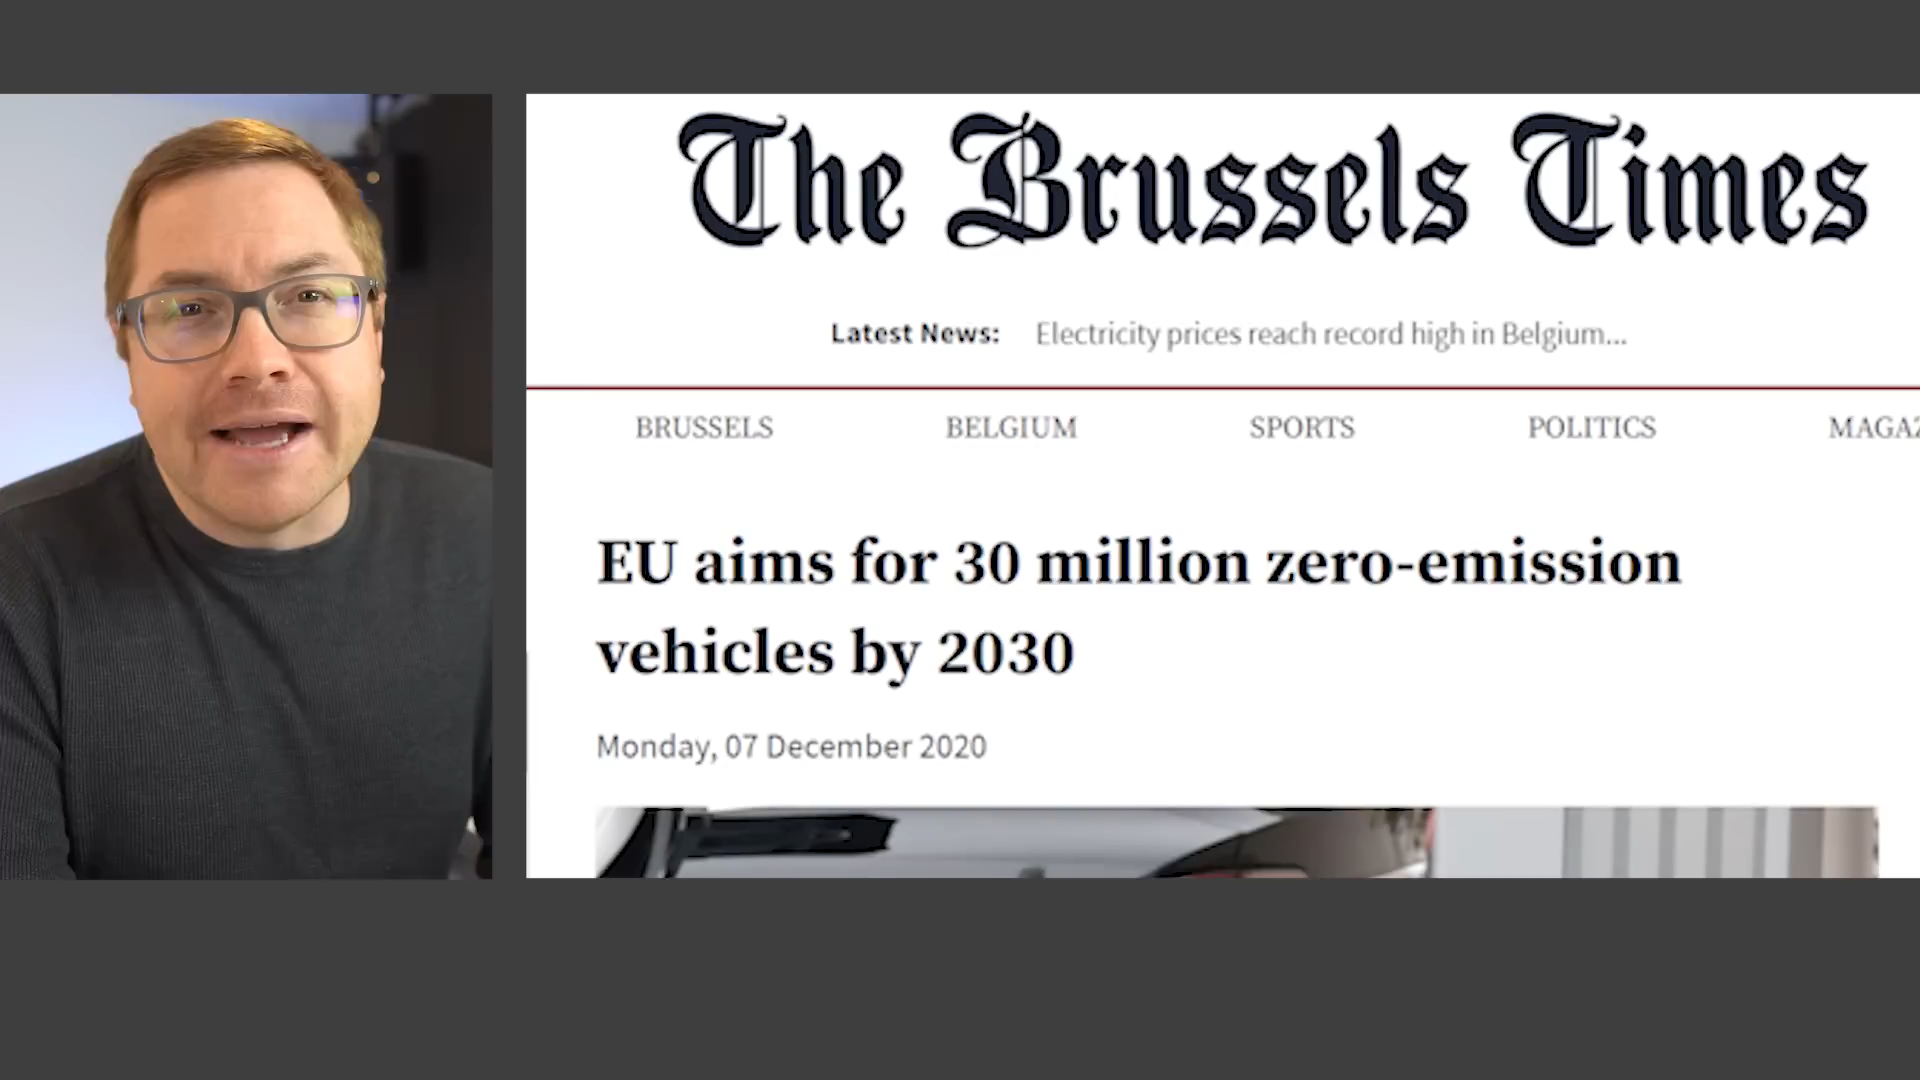 The Brussels Times
Latest News: Electricity prices reach record high in Belgium...
BRUSSELS BELGIUM SPORTS POLITICS MAGAZ
EU aims for 30 million zero-emission
vehicles by 2030
Monday, 07 December 2020